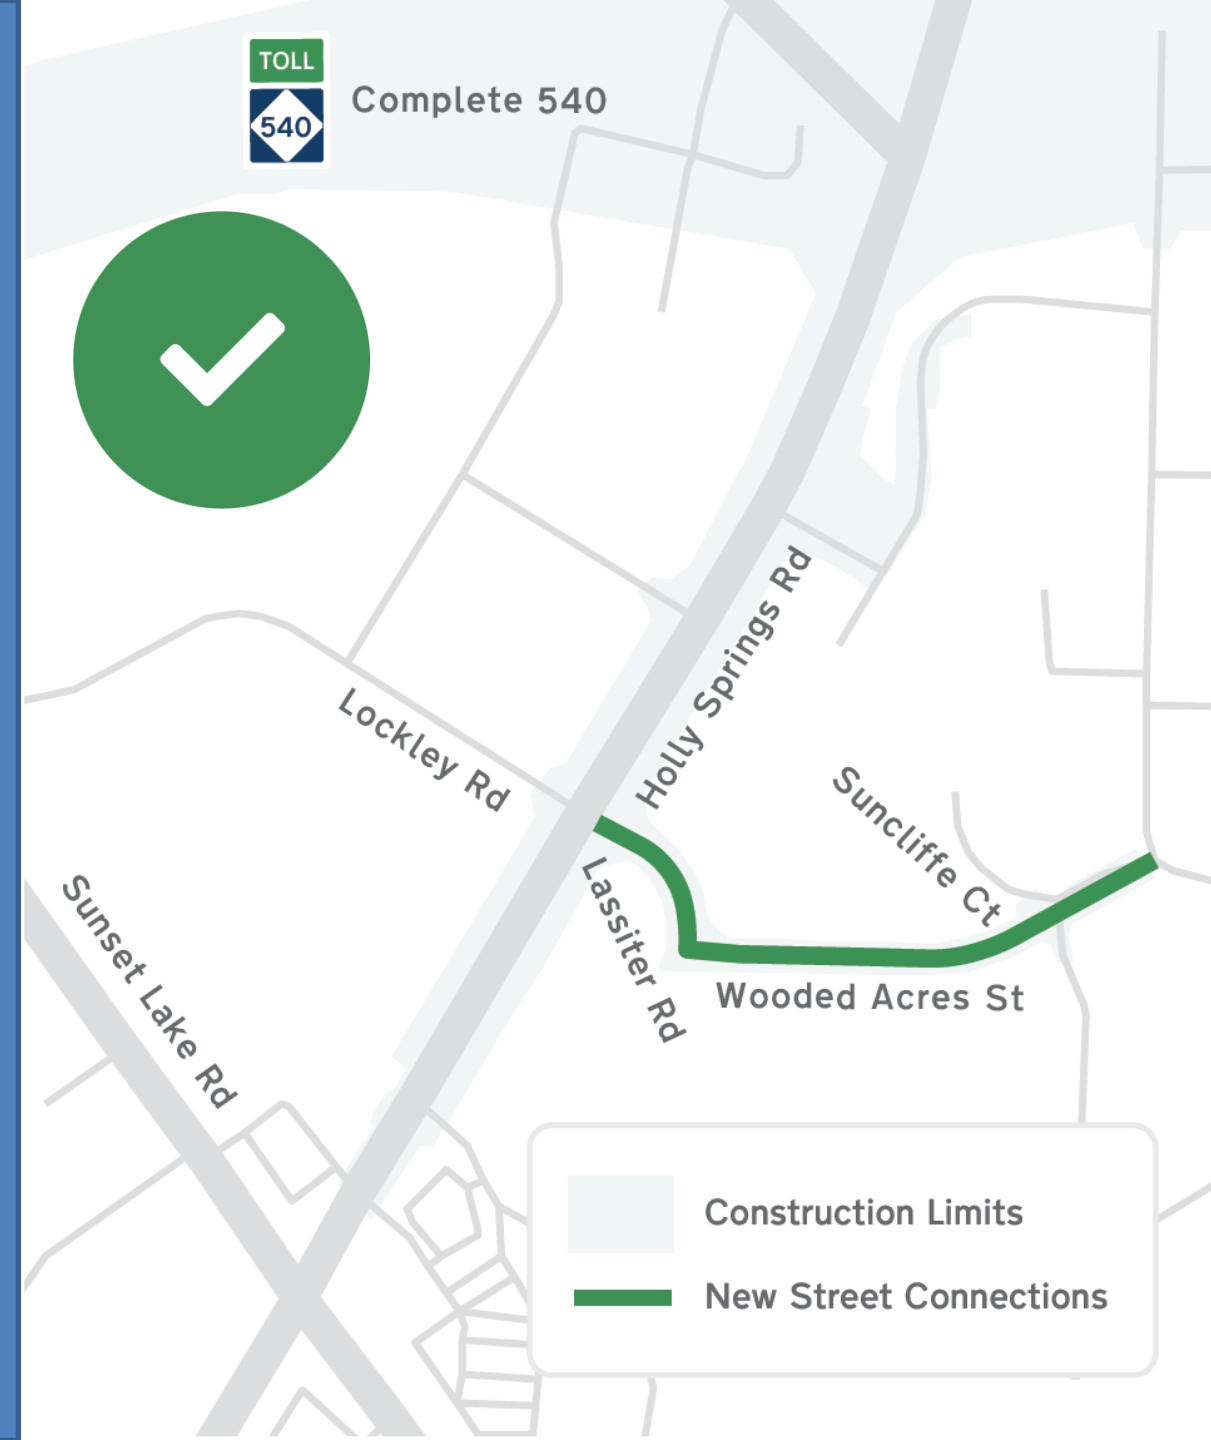 TOLL
540
Complete 540
Holly Springs Rd
Lockley Rd
Suncliffe Ct
Lassiter Rd
Sunset Lake Rd
Wooded Acres St
Construction Limits
New Street Connections